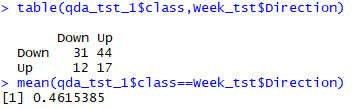 > table(qda_tst_1$class,Week_tst$Direction)
Down Up
Down 31 44
Up 12 17
> mean(qda_tst_1$class==Week_tst$Direction)
[1] 0.4615385